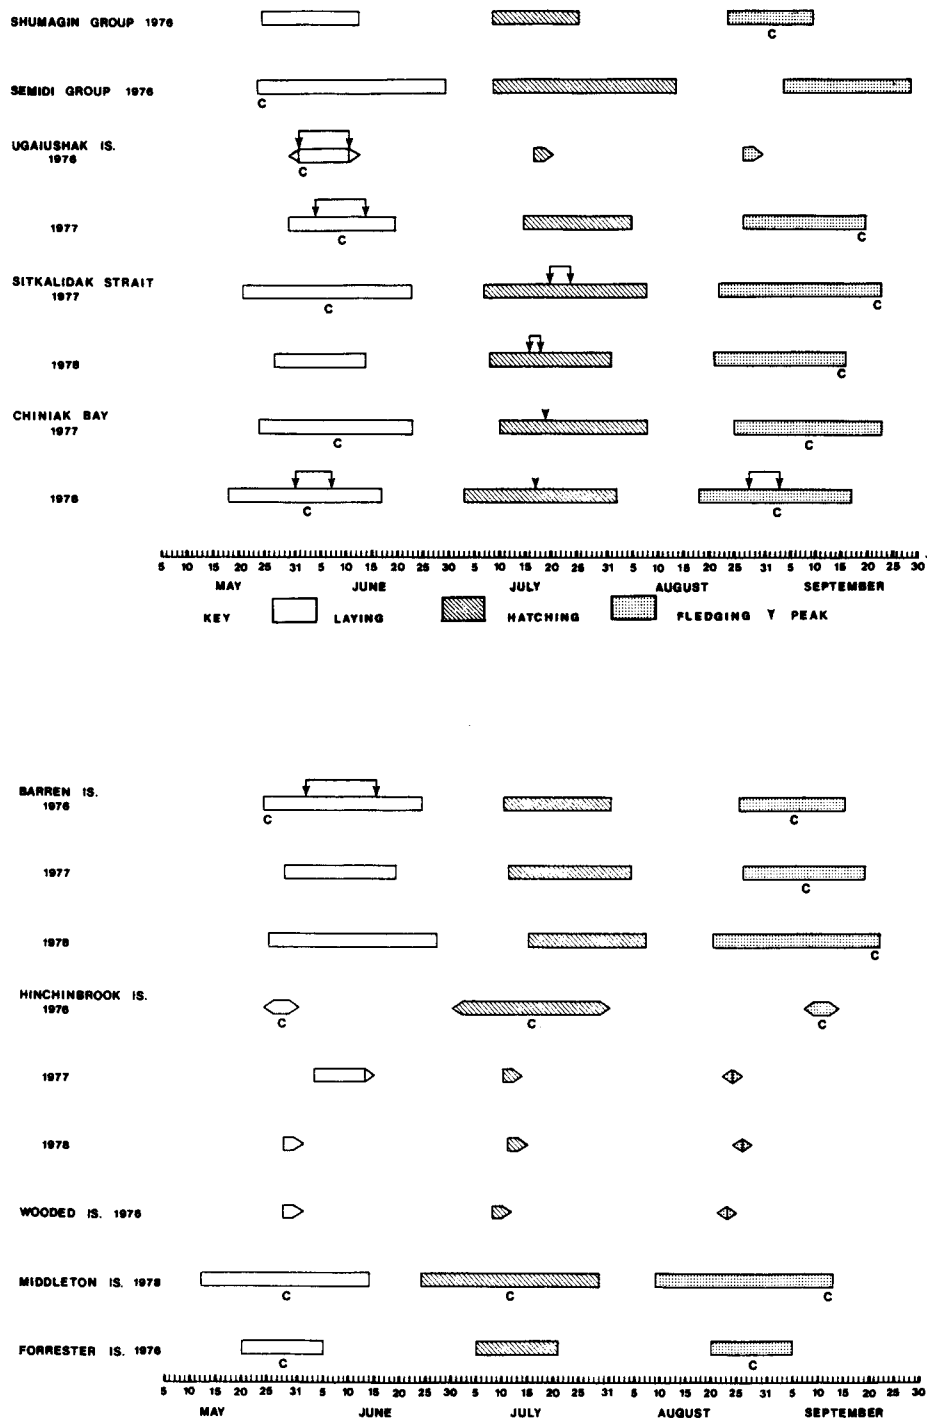 SHUMAGIN GROUP 1976
C
SEMIDI GROUP 1976
C
UGAIUSHAK IS.
1976
C
1977
C C
SITKALIDAK STRAIT
1977
C C
1978
C
CHINIAK BAY
1977
C C
1978
C C
5 10 15 20 25 31 5 10 15 20 25 30 5 10 15 20 25 31 5 10 15 20 25 31 5 10 15 20 25 30
MAY JUNE JULY AUGUST SEPTEMBER
KEY LAYING HATCHING FLEDGING PEAK
BARREN IS.
1976
C C
1977
C
1978
C
HINCHINBROOK IS.
1976
C C C
1977
1978
WOODED IS. 1976
MIDDLETON IS. 1978
C C C
FORRESTER IS. 1976
C C
5 10 15 20 25 31 5 10 15 20 25 30 5 10 15 20 25 31 5 10 15 20 25 31 5 10 15 20 25 30
MAY JUNE JULY AUGUST SEPTEMBER